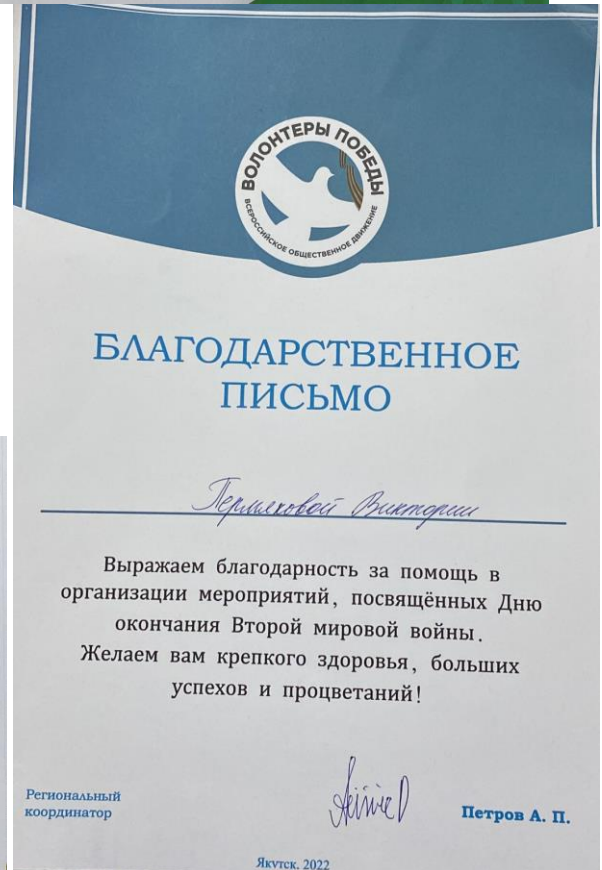 ВОЛОНТЕРЫ ПОБЕДЫ
ВСЕРОССИЙСКОЕ ОБЩЕСТВЕННОЕ ДВИЖЕНИЕ
БЛАГОДАРСТВЕННОЕ
ПИСЬМО
Пермяковой Виктории
Выражаем благодарность за помощь в
организации мероприятий, посвящённых Дню
окончания Второй мировой войны.
Желаем вам крепкого здоровья, больших
успехов и процветаний!
Региональный
координатор
Петров А. П.
Якутск, 2022